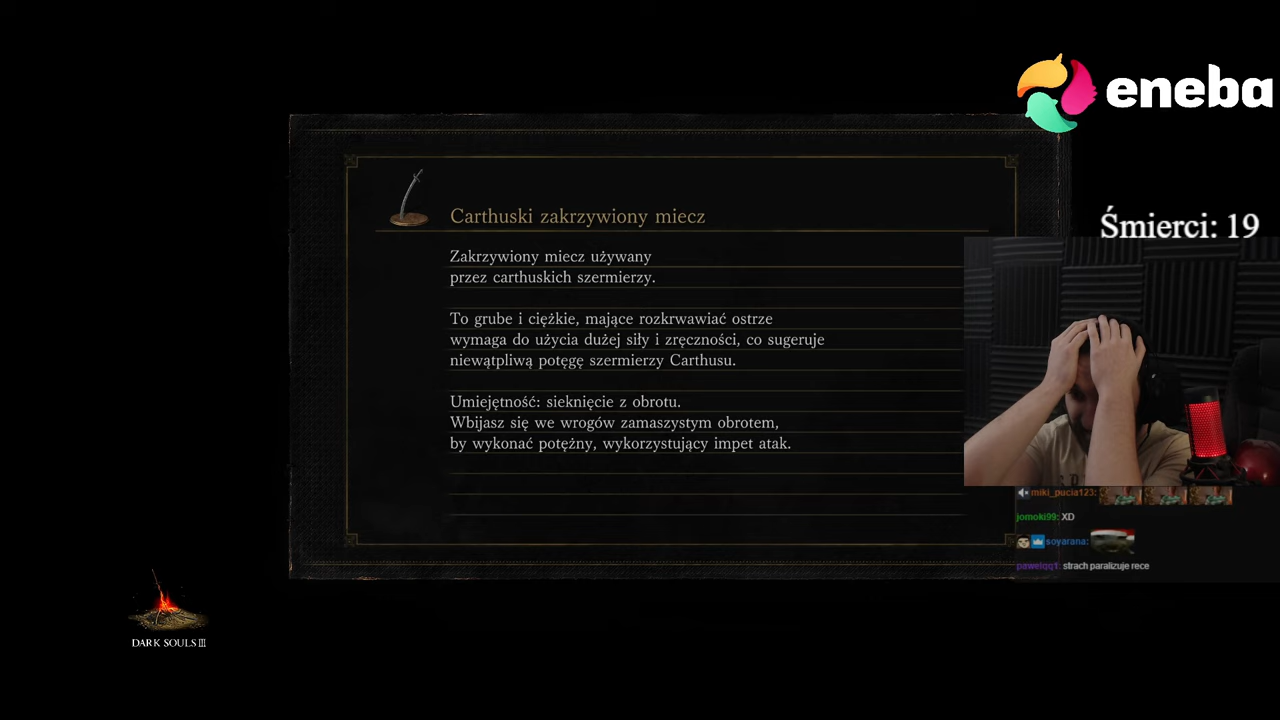 eneba
Śmierci: 19
Carthuski zakrzywiony miecz
Zakrzywiony miecz używany
przez carthuskich szermierzy.
To grube i ciężkie, mające rozkrwawiać ostrze
wymaga do użycia dużej siły i zręczności, co sugeruje
niewątpliwą potęgę szermierzy Carthusu.
Umiejętność: sieknięcie z obrotu.
Wbijasz się we wrogów zamaszystym obrotem,
by wykonać potężny, wykorzystujący impet atak.
miki_pucia123:
jomoki99: XD
soyarana:
pawelqq1: strach paralizuje rece
DARK SOULS III